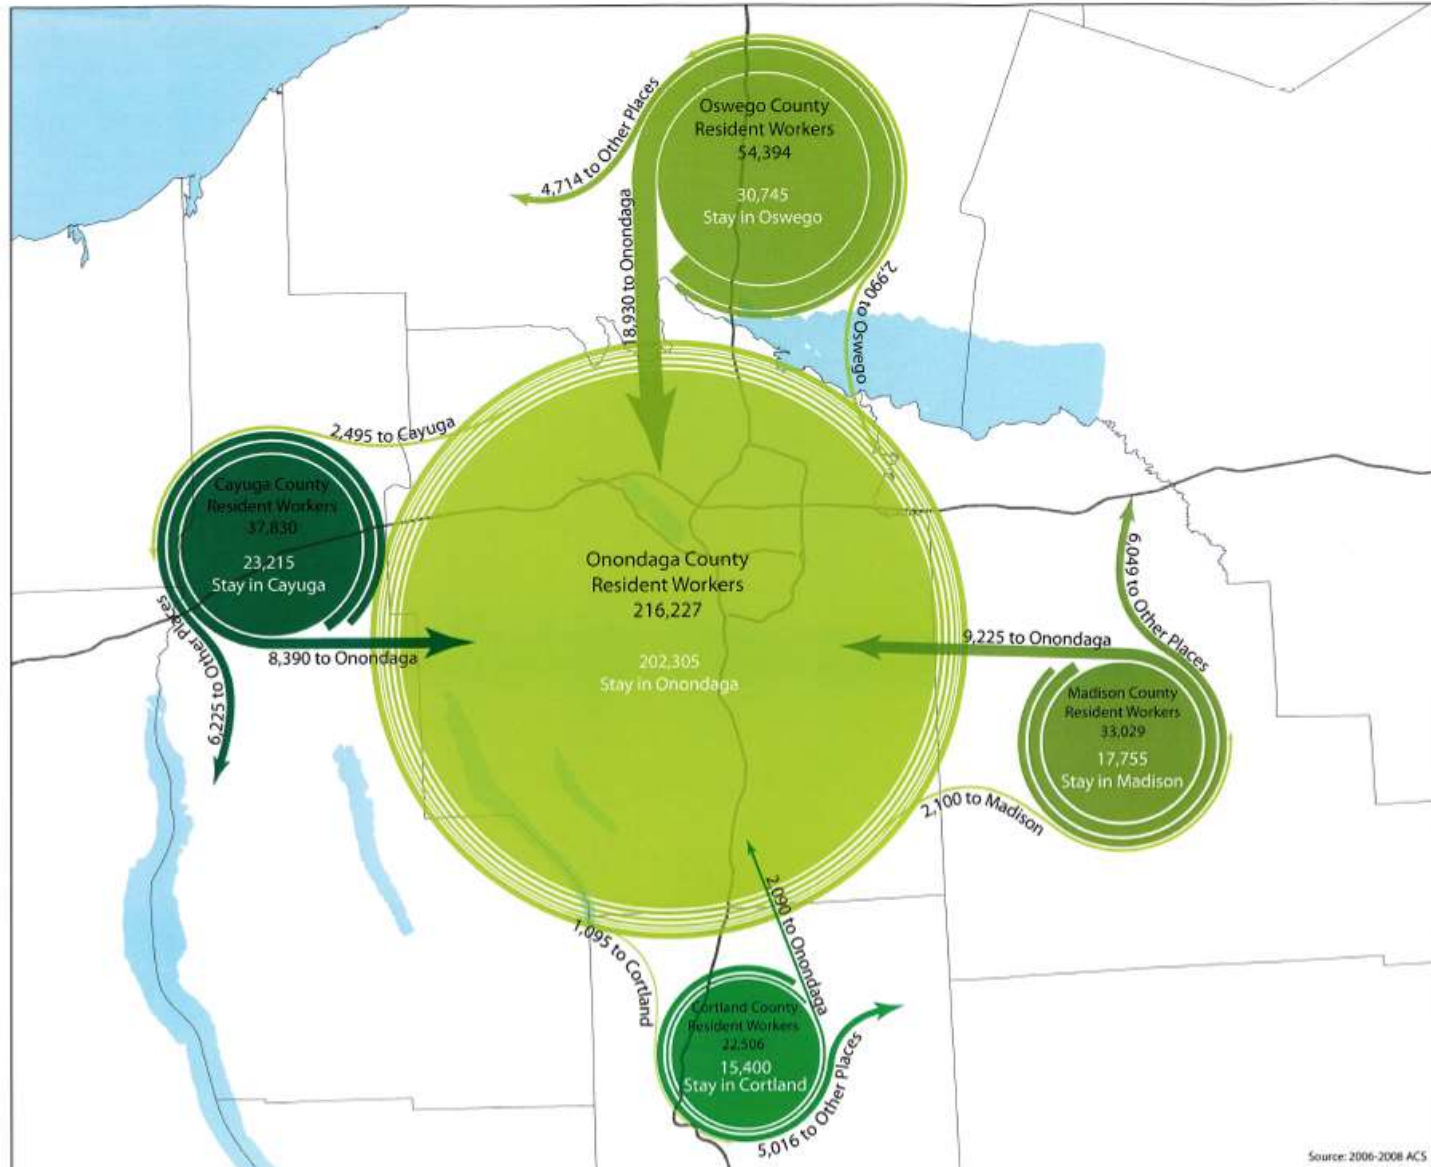 Oswego County
Resident Workers
54,394
30,745
Stay in Oswego
4,714 to Other Places
18,930 to Onondaga
2,990 to Oswego
2,495 to Cayuga
Cayuga County
Resident Workers
37,830
23,215
Stay in Cayuga
6,225 to Other Places
8,390 to Onondaga
Onondaga County
Resident Workers
216,227
202,305
Stay in Onondaga
9,225 to Onondaga
6,049 to Other Places
Madison County
Resident Workers
33,029
17,755
Stay in Madison
2,100 to Madison
2,090 to Onondaga
1,095 to Cortland
Cortland County
Resident Workers
22,506
15,400
Stay in Cortland
5,016 to Other Places
Source: 2006-2008 ACS